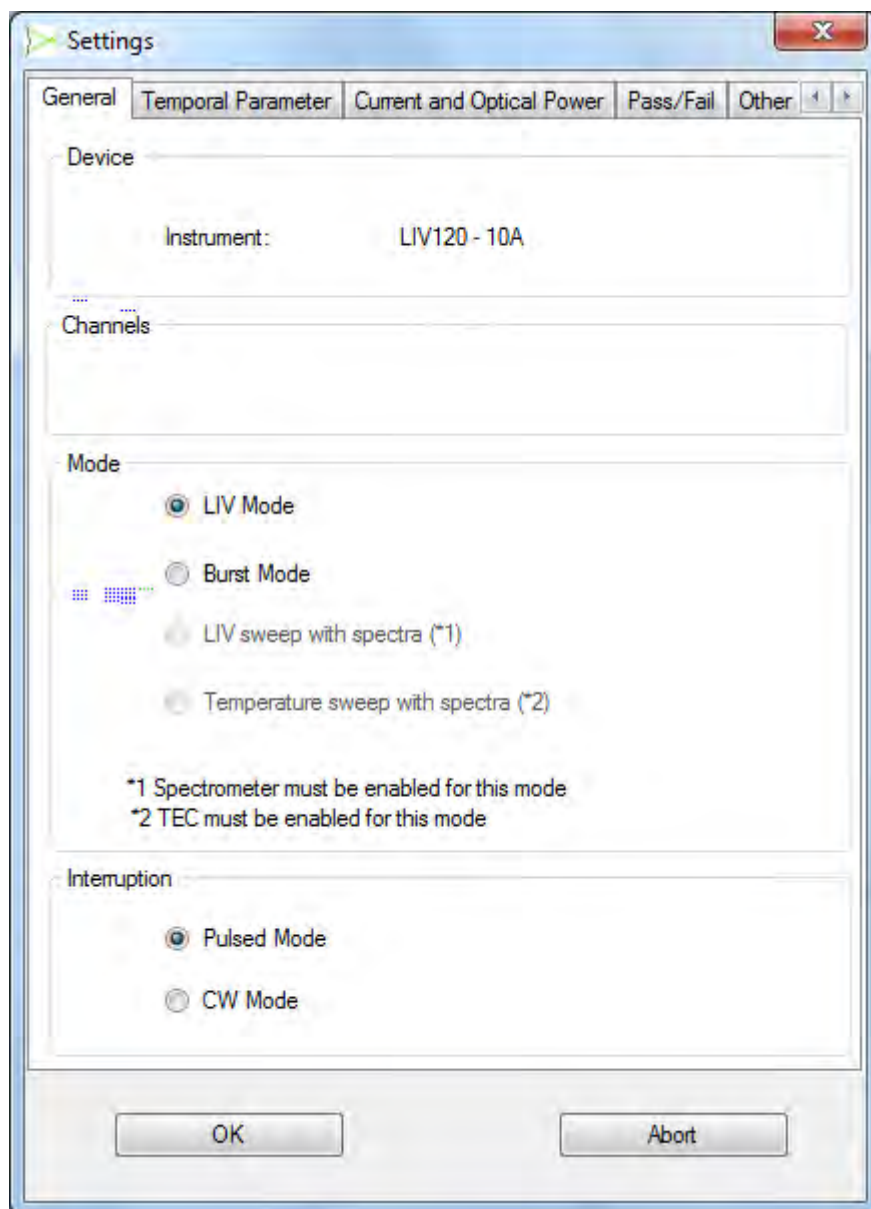 Settings
General Temporal Parameter Current and Optical Power Pass/Fail Other
Device
Instrument: LIV120 - 10A
Channels
Mode
LIV Mode
Burst Mode
LIV sweep with spectra (*1)
Temperature sweep with spectra (*2)
*1 Spectrometer must be enabled for this mode
*2 TEC must be enabled for this mode
Interruption
Pulsed Mode
CW Mode
OK Abort